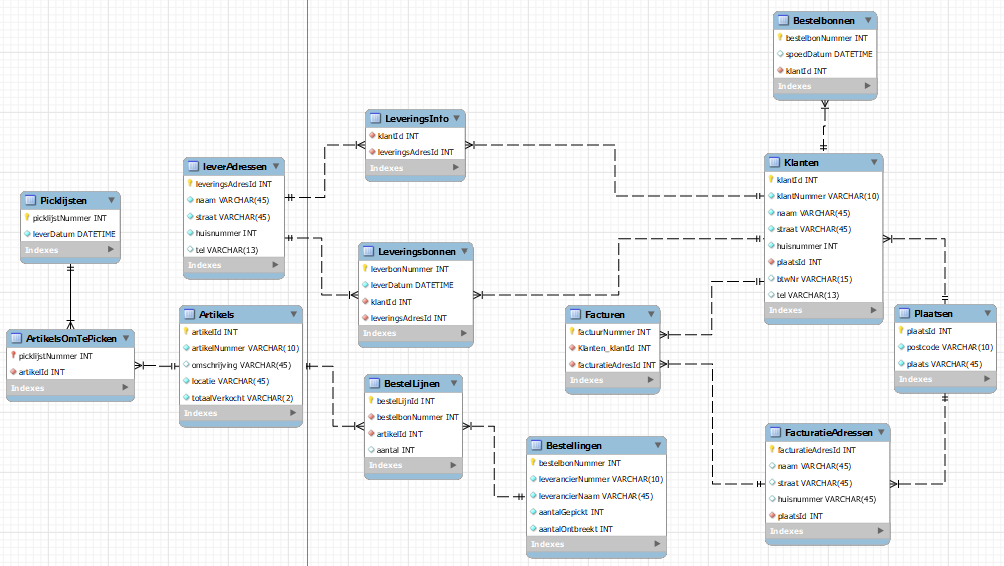 Bestelbonnen
bestelbonNummer INT
spoedDatum DATETIME
klantId INT
Indexes
LeveringsInfo
klantId INT
leveringsAdresId INT
Indexes
leverAdressen
leveringsAdresId INT
naam VARCHAR(45)
straat VARCHAR(45)
huisnummer INT
tel VARCHAR(13)
Indexes
Klanten
klantId INT
klantNummer VARCHAR(10)
naam VARCHAR(45)
straat VARCHAR(45)
huisnummer INT
plaatsId INT
btwNr VARCHAR(15)
tel VARCHAR(13)
Indexes
Picklijsten
picklijstNummer INT
leverDatum DATETIME
Indexes
Leveringsbonnen
leverbonNummer INT
leverDatum DATETIME
klantId INT
leveringsAdresId INT
Indexes
Artikels
artikelId INT
artikelNummer VARCHAR(10)
omschrijving VARCHAR(45)
locatie VARCHAR(45)
totaalVerkocht VARCHAR(2)
Indexes
Facturen
factuurNummer INT
Klanten_klantId INT
facturatieAdresId INT
Indexes
Plaatsen
plaatsId INT
postcode VARCHAR(10)
plaats VARCHAR(45)
Indexes
ArtikelsOmTePicken
picklijstNummer INT
artikelId INT
Indexes
BestelLijnen
bestelLijnId INT
bestelbonNummer INT
artikelId INT
aantal INT
Indexes
Bestellingen
bestelbonNummer INT
leverancierNummer VARCHAR(10)
leverancierNaam VARCHAR(45)
aantalGepickt INT
aantalOntbreekt INT
Indexes
FacturatieAdressen
facturatieAdresId INT
naam VARCHAR(45)
straat VARCHAR(45)
huisnummer VARCHAR(45)
plaatsId INT
Indexes